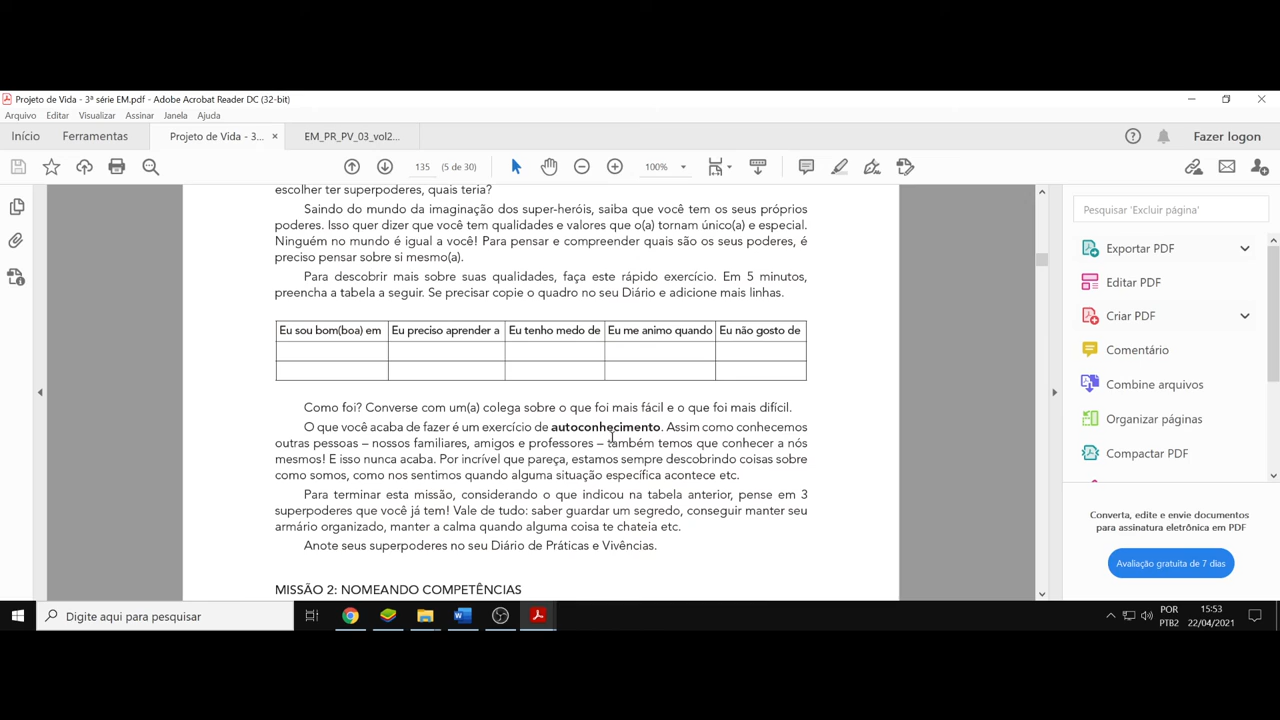 Projeto de Vida - 3ª série EM.pdf - Adobe Acrobat Reader DC (32-bit)
Arquivo Editar Visualizar Assinar Janela Ajuda
Início Ferramentas Projeto de Vida - 3... × EM_PR_PV_03_vol2... Fazer logon
135 (5 de 30) 100%
escolher ter superpoderes, quais teria?
Saindo do mundo da imaginação dos super-heróis, saiba que você tem os seus próprios
poderes. Isso quer dizer que você tem qualidades e valores que o(a) tornam único(a) e especial.
Ninguém no mundo é igual a você! Para pensar e compreender quais são os seus poderes, é
preciso pensar sobre si mesmo(a).
Para descobrir mais sobre suas qualidades, faça este rápido exercício. Em 5 minutos,
preencha a tabela a seguir. Se precisar copie o quadro no seu Diário e adicione mais linhas.
Eu sou bom(boa) em Eu preciso aprender a Eu tenho medo de Eu me animo quando Eu não gosto de
Como foi? Converse com um(a) colega sobre o que foi mais fácil e o que foi mais difícil.
O que você acaba de fazer é um exercício de autoconhecimento. Assim como conhecemos
outras pessoas – nossos familiares, amigos e professores – também temos que conhecer a nós
mesmos! E isso nunca acaba. Por incrível que pareça, estamos sempre descobrindo coisas sobre
como somos, como nos sentimos quando alguma situação específica acontece etc.
Para terminar esta missão, considerando o que indicou na tabela anterior, pense em 3
superpoderes que você já tem! Vale de tudo: saber guardar um segredo, conseguir manter seu
armário organizado, manter a calma quando alguma coisa te chateia etc.
Anote seus superpoderes no seu Diário de Práticas e Vivências.
MISSÃO 2: NOMEANDO COMPETÊNCIAS
Pesquisar 'Excluir página'
Exportar PDF
Editar PDF
Criar PDF
Comentário
Combine arquivos
Organizar páginas
Compactar PDF
Converta, edite e envie documentos
para assinatura eletrônica em PDF
Avaliação gratuita de 7 dias
Digite aqui para pesquisar
POR
PTB2
15:53
22/04/2021